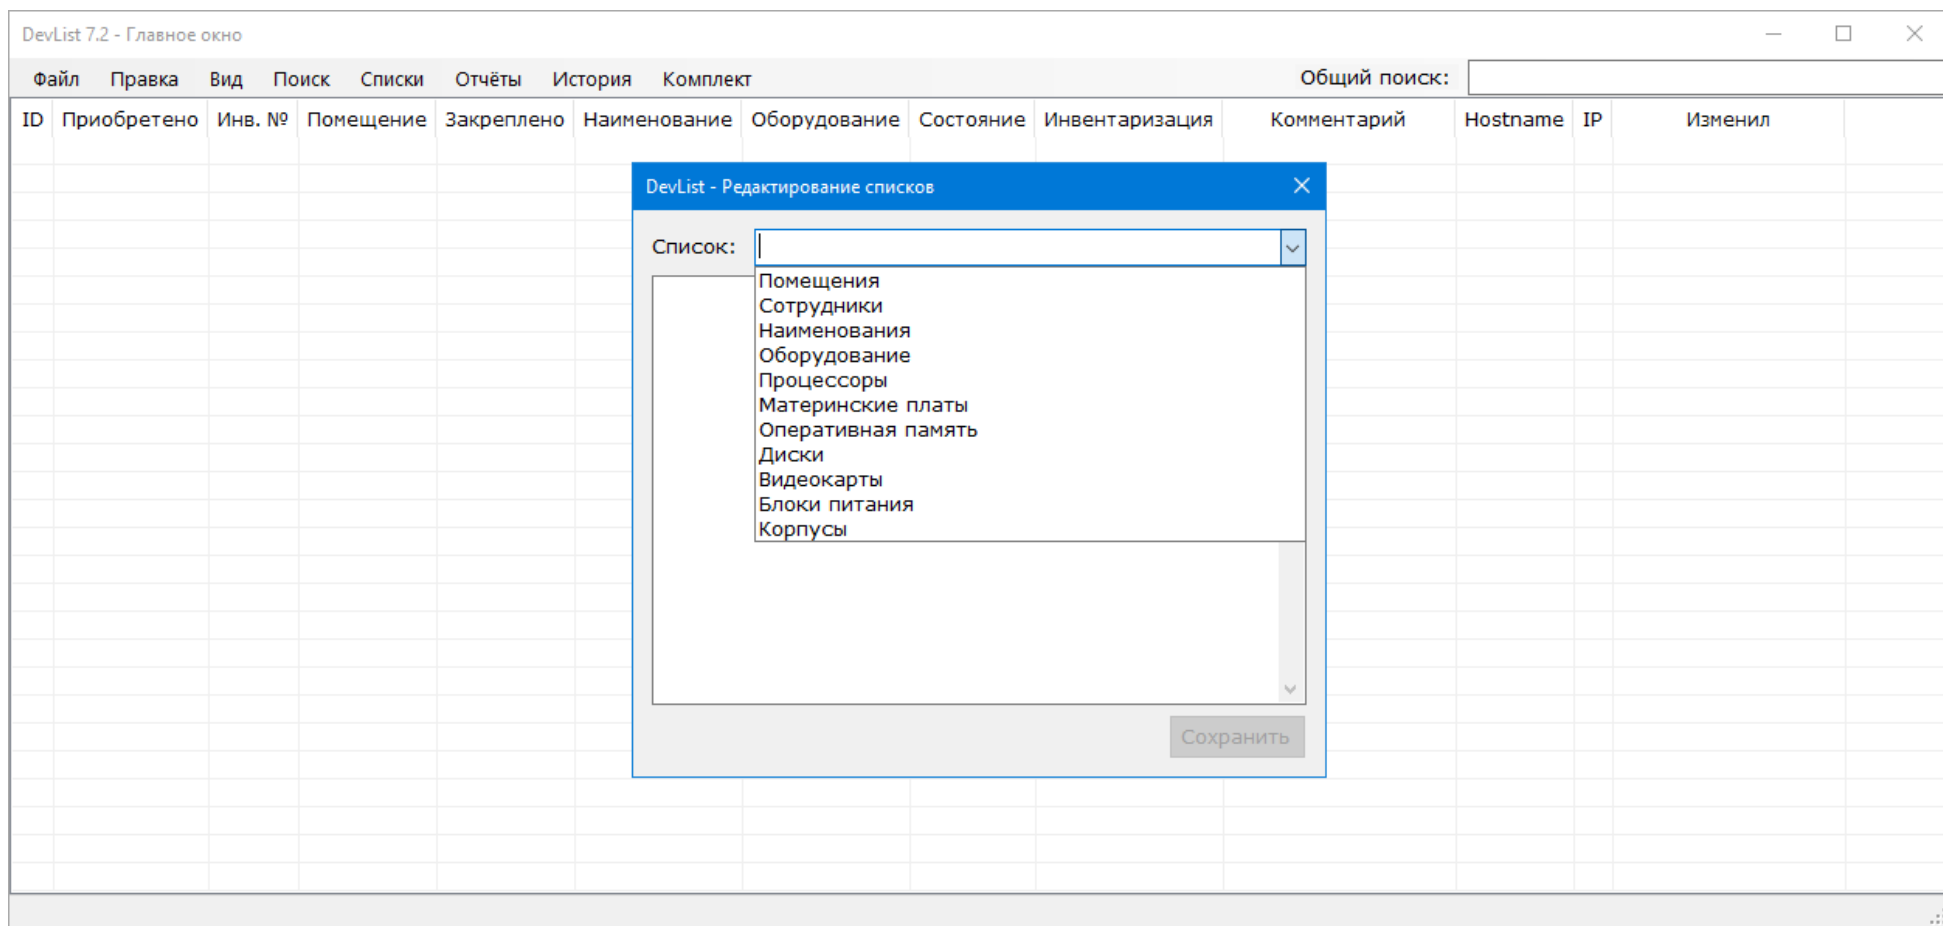 DevList 7.2 - Главное окно
Файл Правка Вид Поиск Списки Отчёты История Комплект Общий поиск:
ID Приобретено Инв. № Помещение Закреплено Наименование Оборудование Состояние Инвентаризация Комментарий Hostname IP Изменил
DevList - Редактирование списков
Список:
Помещения
Сотрудники
Наименования
Оборудование
Процессоры
Материнские платы
Оперативная память
Диски
Видеокарты
Блоки питания
Корпусы
Сохранить